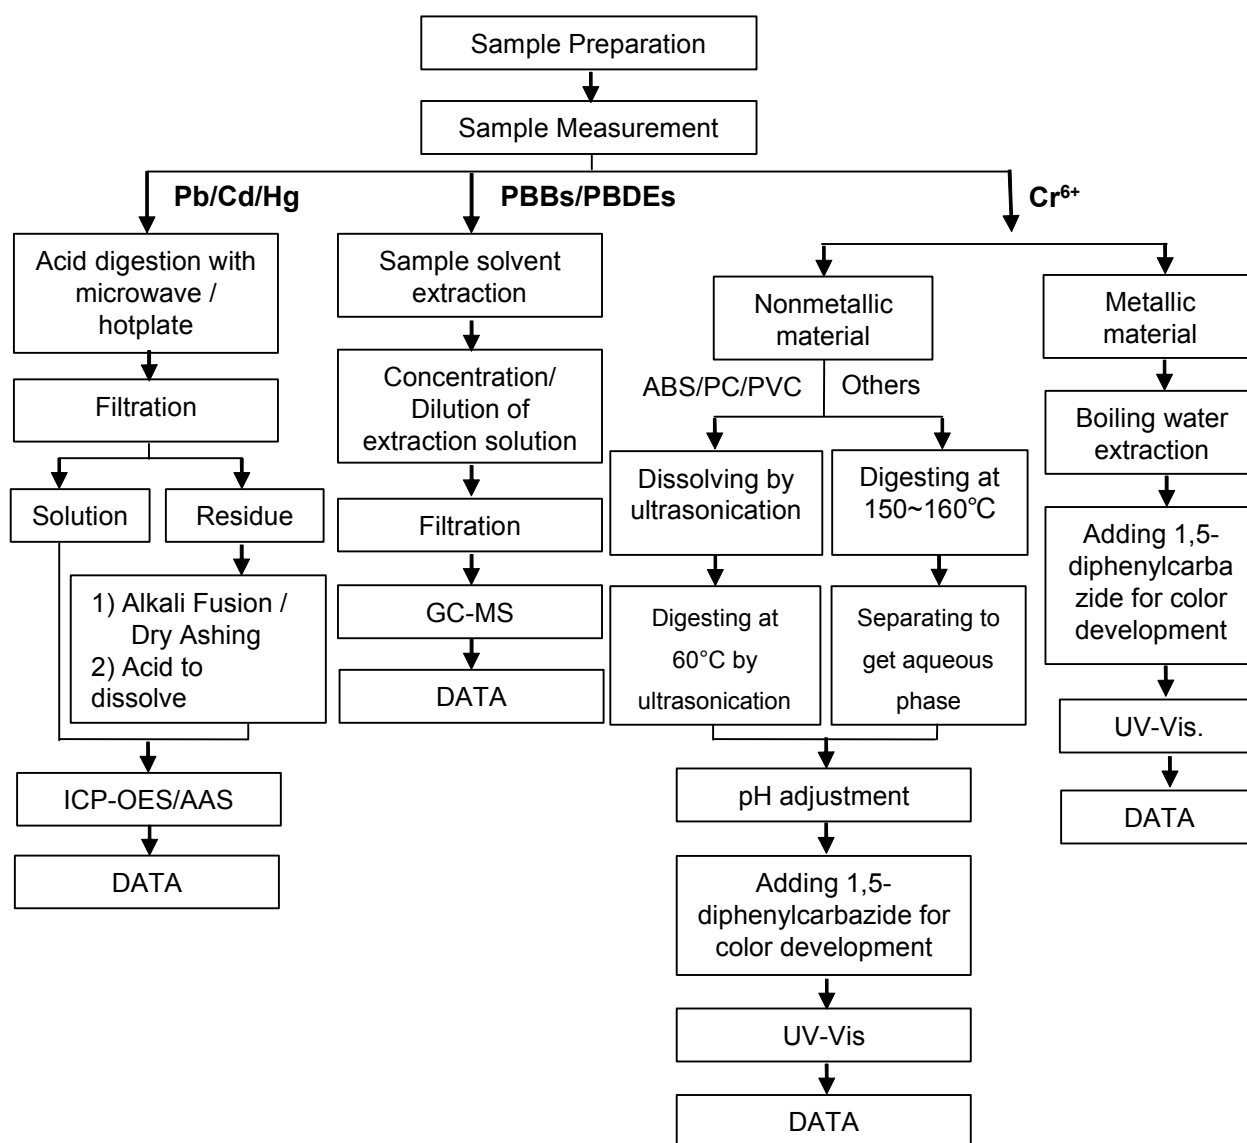 Sample Preparation
Sample Measurement
Pb/Cd/Hg
PBBs/PBDEs
Cr⁶⁺
Acid digestion with
microwave /
hotplate
Filtration
Solution
Residue
1) Alkali Fusion /
Dry Ashing
2) Acid to
dissolve
ICP-OES/AAS
DATA
Sample solvent
extraction
Concentration/
Dilution of
extraction solution
Filtration
GC-MS
DATA
Nonmetallic
material
ABS/PC/PVC
Others
Dissolving by
ultrasonication
Digesting at
60°C by
ultrasonication
Digesting at
150~160℃
Separating to
get aqueous
phase
pH adjustment
Adding 1,5-
diphenylcarbazide for
color development
UV-Vis
DATA
Metallic
material
Boiling water
extraction
Adding 1,5-
diphenylcarba
zide for color
development
UV-Vis.
DATA